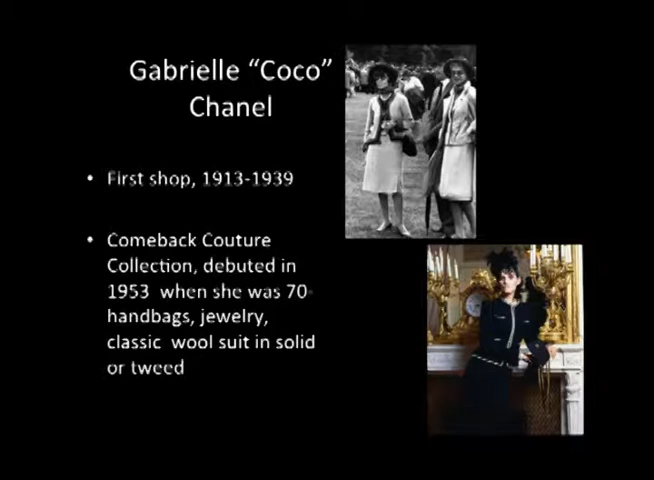 Gabrielle “Coco”
Chanel
• First shop, 1913-1939
• Comeback Couture
Collection, debuted in
1953 when she was 70-
handbags, jewelry,
classic wool suit in solid
or tweed